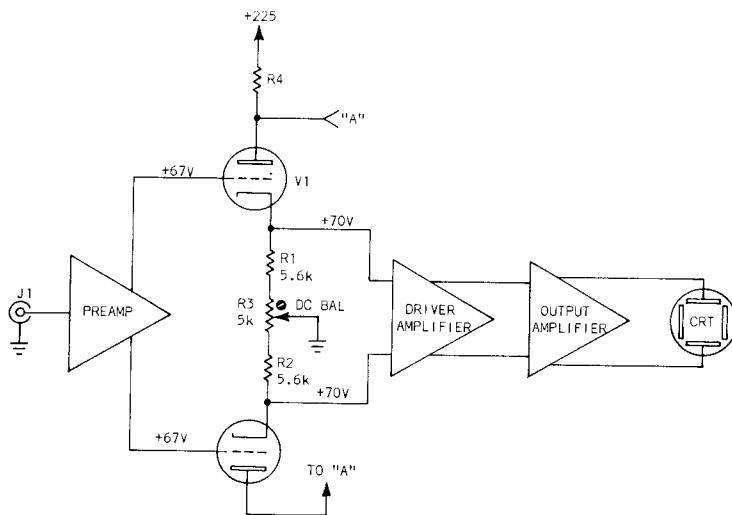 +225
R4
"A"
+67V
V1
+70V
R1
5.6k
J1
PREAMP
R3
5k
DC BAL
DRIVER
AMPLIFIER
OUTPUT
AMPLIFIER
CRT
R2
5.6k
+70V
+67V
TO "A"